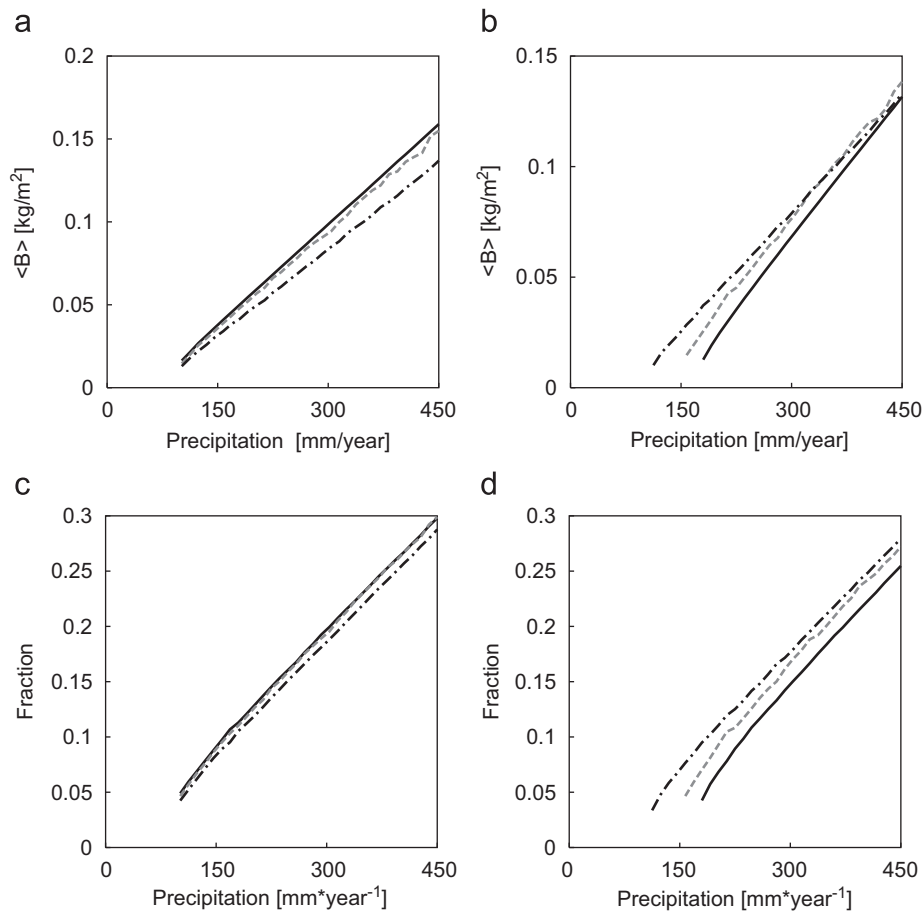 a
0.2
0.15
0.1
0.05
0
<B> [kg/m²]
0 150 300 450
Precipitation [mm/year]
b
0.15
0.1
0.05
0
<B> [kg/m²]
0 150 300 450
Precipitation [mm/year]
c
0.3
0.25
0.2
0.15
0.1
0.05
0
Fraction
0 150 300 450
Precipitation [mm*year⁻¹]
d
0.3
0.25
0.2
0.15
0.1
0.05
0
Fraction
0 150 300 450
Precipitation [mm*year⁻¹]